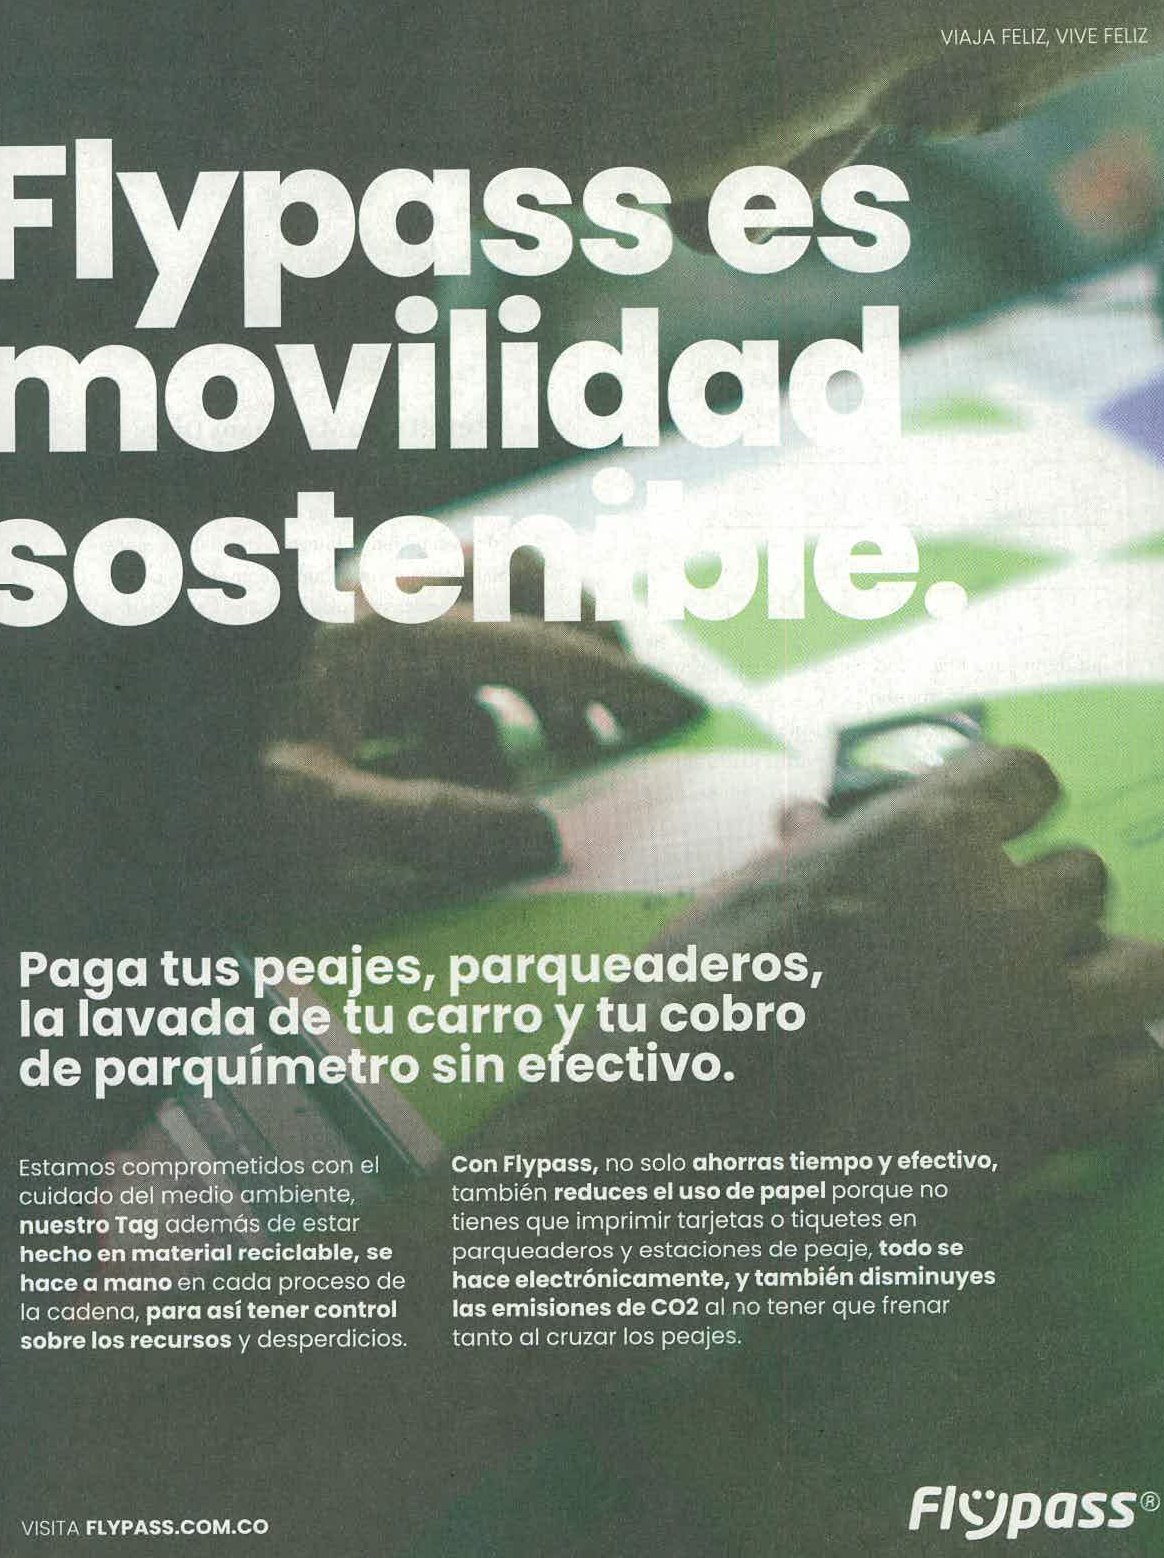 VIAJA FELIZ, VIVE FELIZ
Flypass es
movilidad
sostenible.
Paga tus peajes, parqueaderos,
la lavada de tu carro y tu cobro
de parquímetro sin efectivo.
Estamos comprometidos con el
cuidado del medio ambiente,
nuestro Tag además de estar
hecho en material reciclable, se
hace a mano en cada proceso de
la cadena, para así tener control
sobre los recursos y desperdicios.
Con Flypass, no solo ahorras tiempo y efectivo,
también reduces el uso de papel porque no
tienes que imprimir tarjetas o tiquetes en
parqueaderos y estaciones de peaje, todo se
hace electrónicamente, y también disminuyes
las emisiones de CO2 al no tener que frenar
tanto al cruzar los peajes.
VISITA FLYPASS.COM.CO
Flÿpass®